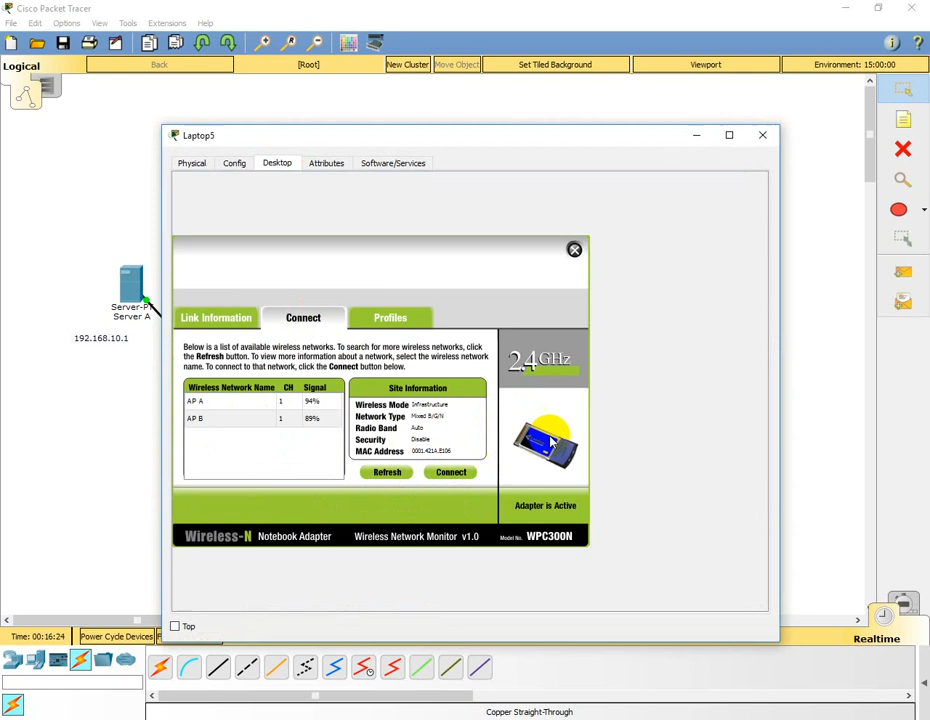 Cisco Packet Tracer
File Edit Options View Tools Extensions Help
Logical Back [Root] New Cluster Move Object Set Tiled Background Viewport Environment: 15:00:00
Laptop5
Physical Config Desktop Attributes Software/Services
Server-PT
Server A
192.168.10.1
Link Information Connect Profiles
Below is a list of available wireless networks. To search for more wireless networks, click
the Refresh button. To view more information about a network, select the wireless network
name. To connect to that network, click the Connect button below.
2.4GHz
Wireless Network Name CH Signal
AP A 1 94%
AP B 1 89%
Site Information
Wireless Mode Infrastructure
Network Type Mixed B/G/N
Radio Band Auto
Security Disable
MAC Address 0001.421A.E106
Refresh Connect
Adapter is Active
Wireless-N Notebook Adapter Wireless Network Monitor v1.0 Model No. WPC300N
Top
Time: 00:16:24 Power Cycle Devices
Realtime
Copper Straight-Through